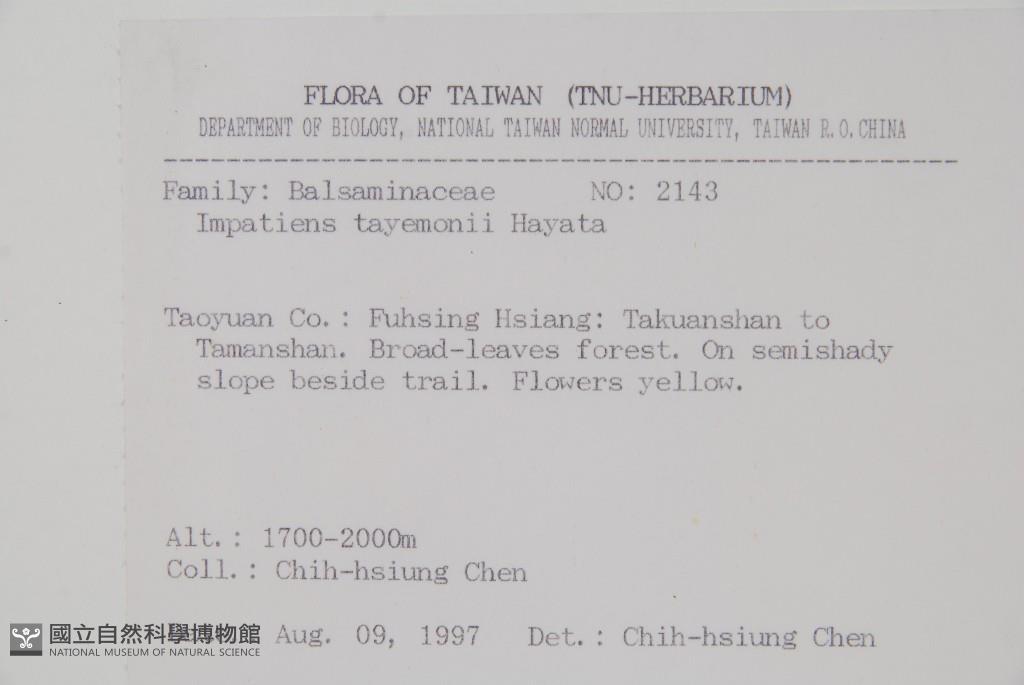 FLORA OF TAIWAN (TNU-HERBARIUM)
DEPARTMENT OF BIOLOGY, NATIONAL TAIWAN NORMAL UNIVERSITY, TAIWAN R.O.CHINA
Family: Balsaminaceae NO: 2143
Impatiens tayemonii Hayata
Taoyuan Co.: Fuhsing Hsiang: Takuanshan to
Tamanshan. Broad-leaves forest. On semishady
slope beside trail. Flowers yellow.
Alt.: 1700-2000m
Coll.: Chih-hsiung Chen
Aug. 09, 1997 Det.: Chih-hsiung Chen
國立自然科學博物館
NATIONAL MUSEUM OF NATURAL SCIENCE